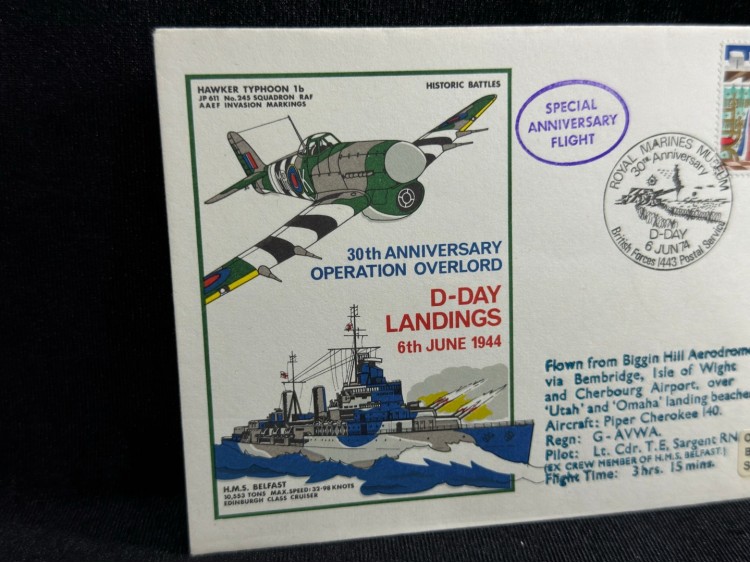 HAWKER TYPHOON 1b
JP 611 No. 245 SQUADRON RAF
AAEF INVASION MARKINGS
HISTORIC BATTLES
30th ANNIVERSARY
OPERATION OVERLORD
D-DAY
LANDINGS
6th JUNE 1944
H.M.S. BELFAST
10,553 TONS MAX.SPEED:32·98 KNOTS
EDINBURGH CLASS CRUISER
SPECIAL
ANNIVERSARY
FLIGHT
ROYAL MARINES MUSEUM
30TH Anniversary
D-DAY
6 JUN 74
British Forces 1443 Postal Service
Flown from Biggin Hill Aerodrome
via Bembridge, Isle of Wight
and Cherbourg Airport, over
'Utah' and 'Omaha' landing beaches
Aircraft: Piper Cherokee 140.
Regn: G-AVWA.
Pilot: Lt. Cdr. T.E. Sargent RN
(EX CREW MEMBER OF H.M.S. BELFAST)
Flight Time: 3 hrs. 15 mins.